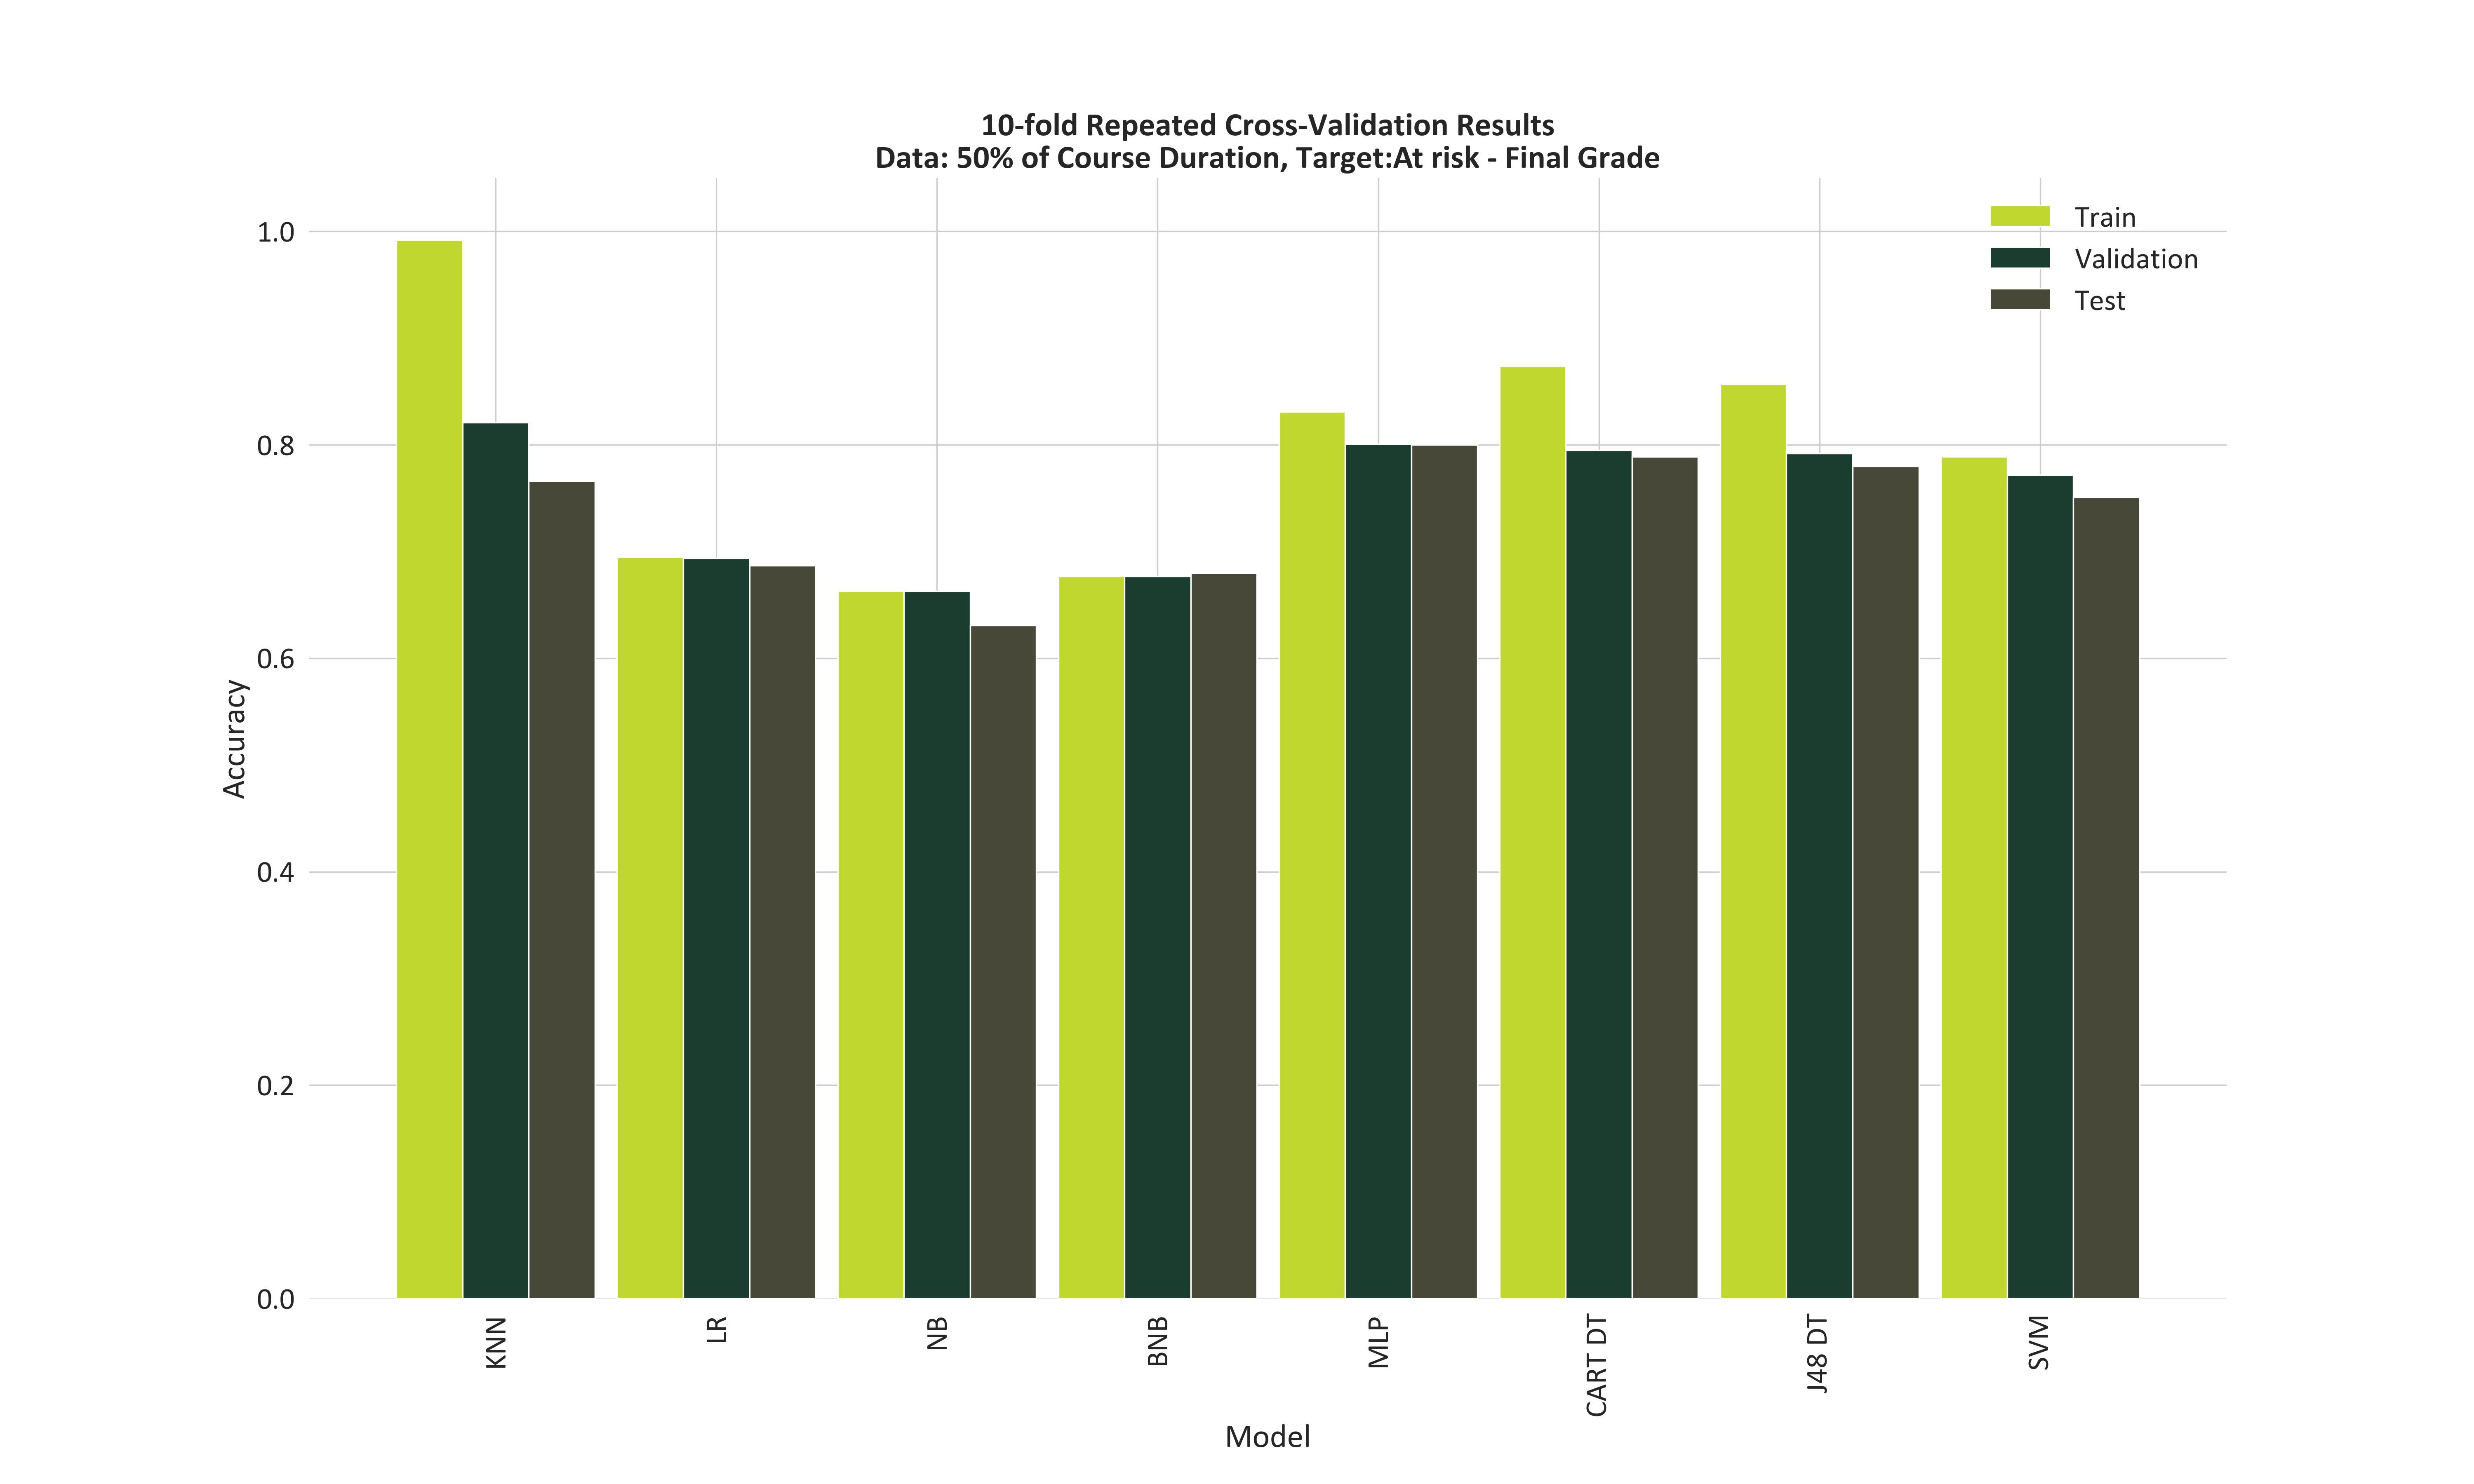 10-fold Repeated Cross-Validation Results
Data: 50% of Course Duration, Target:At risk - Final Grade
Train
Validation
Test
1.0
0.8
0.6
0.4
0.2
0.0
Accuracy
KNN
LR
NB
BNB
MLP
CART DT
J48 DT
SVM
Model